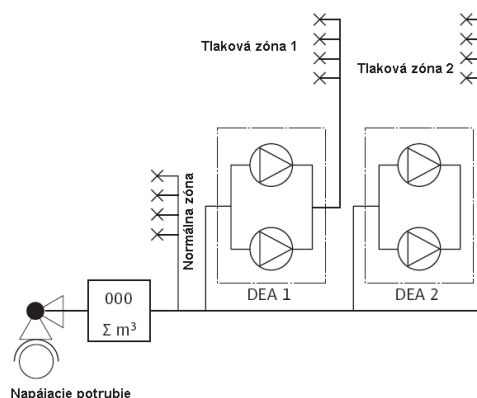 Tlaková zóna 1
Tlaková zóna 2
Normálna zóna
DEA 1
DEA 2
000
Σ m³
Napájacie potrubie